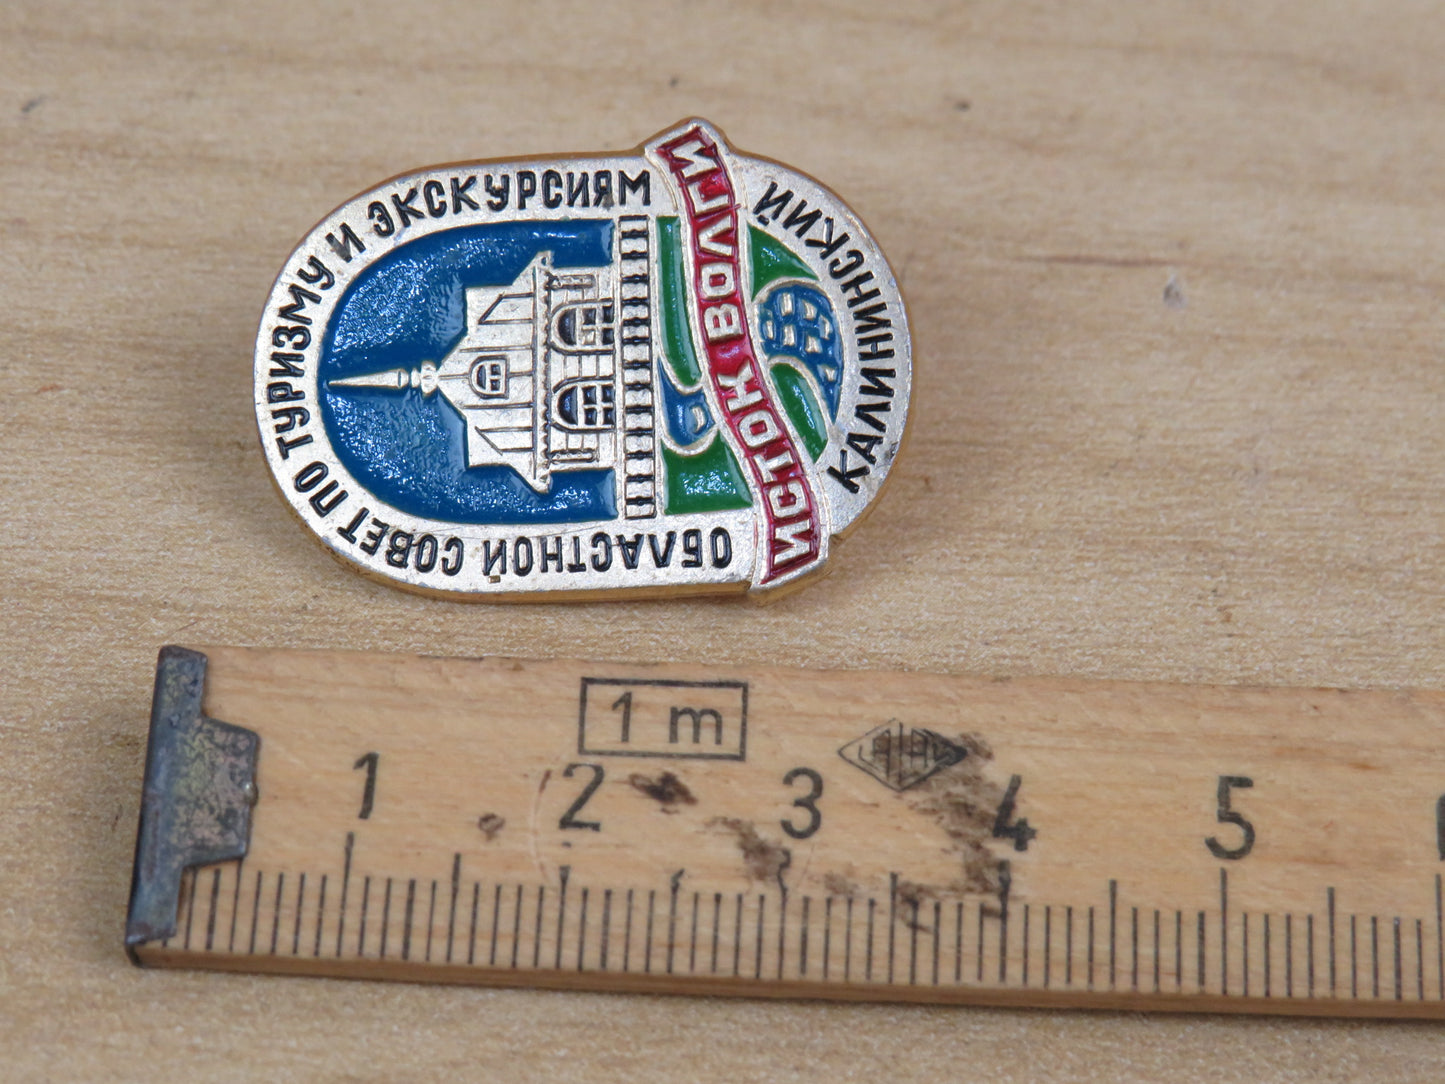 ИСТОК ВОЛГИ
КАЛИНИНСКИЙ
ОБЛАСТНОЙ СОВЕТ ПО ТУРИЗМУ И ЭКСКУРСИЯМ
1 m
1 2 3 4 5